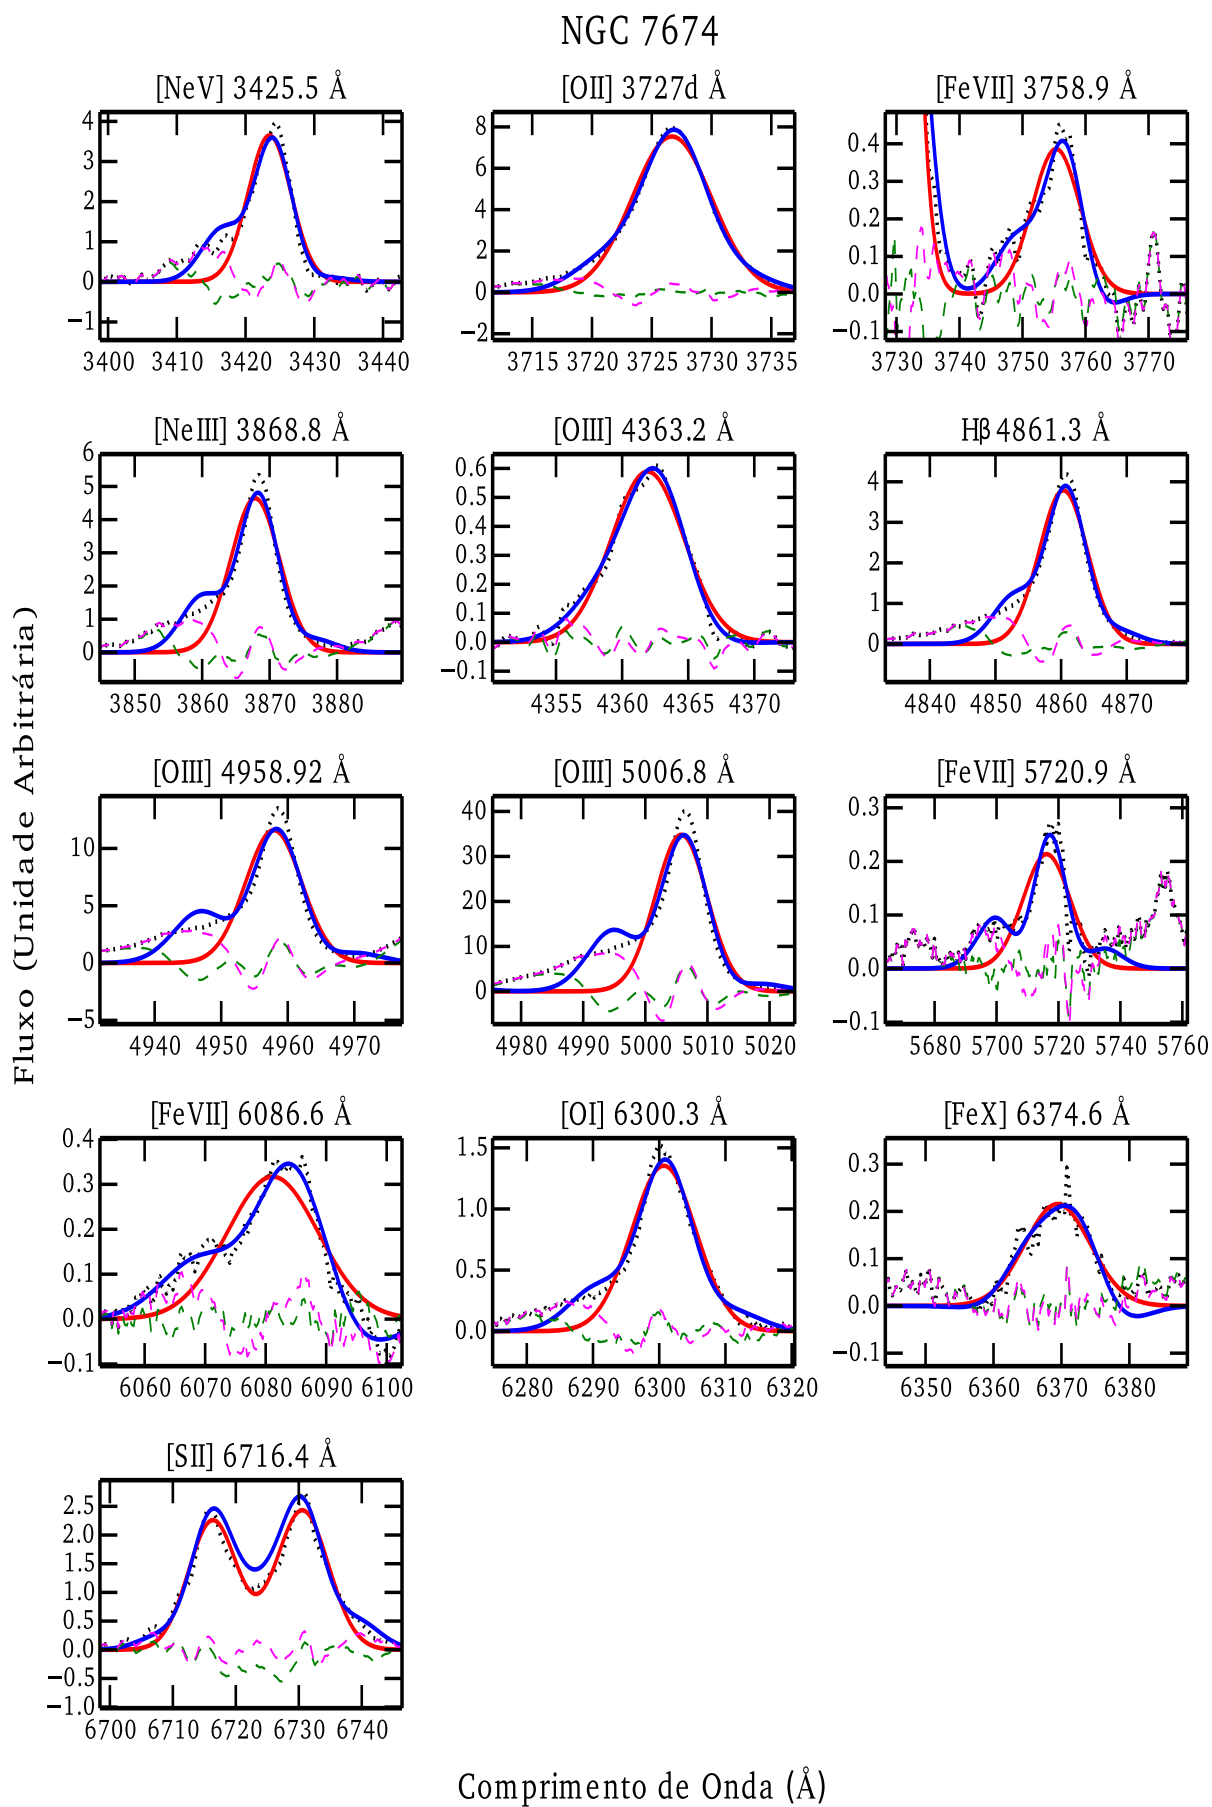 NGC 7674
[NeV] 3425.5 Å
[OII] 3727d Å
[FeVII] 3758.9 Å
4
3
2
1
0
−1
3400 3410 3420 3430 3440
8
6
4
2
0
−2
3715 3720 3725 3730 3735
0.4
0.3
0.2
0.1
0.0
−0.1
3730 3740 3750 3760 3770
[NeIII] 3868.8 Å
[OIII] 4363.2 Å
Hβ 4861.3 Å
6
5
4
3
2
1
0
3850 3860 3870 3880
0.6
0.5
0.4
0.3
0.2
0.1
0.0
−0.1
4355 4360 4365 4370
4
3
2
1
0
4840 4850 4860 4870
Fluxo (Unidade Arbitrária)
[OIII] 4958.92 Å
[OIII] 5006.8 Å
[FeVII] 5720.9 Å
10
5
0
−5
4940 4950 4960 4970
40
30
20
10
0
4980 4990 5000 5010 5020
0.3
0.2
0.1
0.0
−0.1
5680 5700 5720 5740 5760
[FeVII] 6086.6 Å
[OI] 6300.3 Å
[FeX] 6374.6 Å
0.4
0.3
0.2
0.1
0.0
−0.1
6060 6070 6080 6090 6100
1.5
1.0
0.5
0.0
6280 6290 6300 6310 6320
0.3
0.2
0.1
0.0
−0.1
6350 6360 6370 6380
[SII] 6716.4 Å
2.5
2.0
1.5
1.0
0.5
0.0
−0.5
−1.0
6700 6710 6720 6730 6740
Comprimento de Onda (Å)